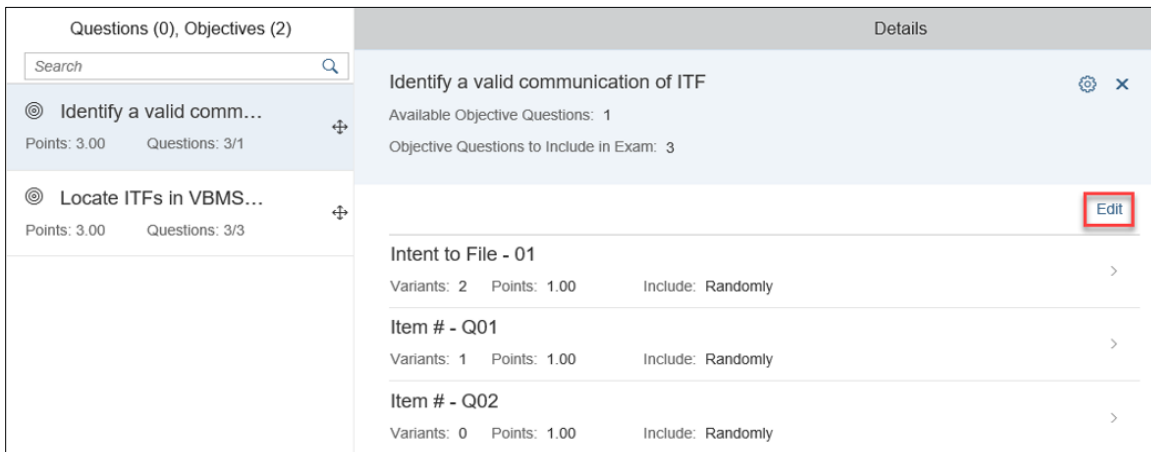 Questions (0), Objectives (2)
Search
Identify a valid comm...
Points: 3.00 Questions: 3/1
Locate ITFs in VBMS...
Points: 3.00 Questions: 3/3
Details
Identify a valid communication of ITF
Available Objective Questions: 1
Objective Questions to Include in Exam: 3
Edit
Intent to File - 01
Variants: 2 Points: 1.00 Include: Randomly
Item # - Q01
Variants: 1 Points: 1.00 Include: Randomly
Item # - Q02
Variants: 0 Points: 1.00 Include: Randomly